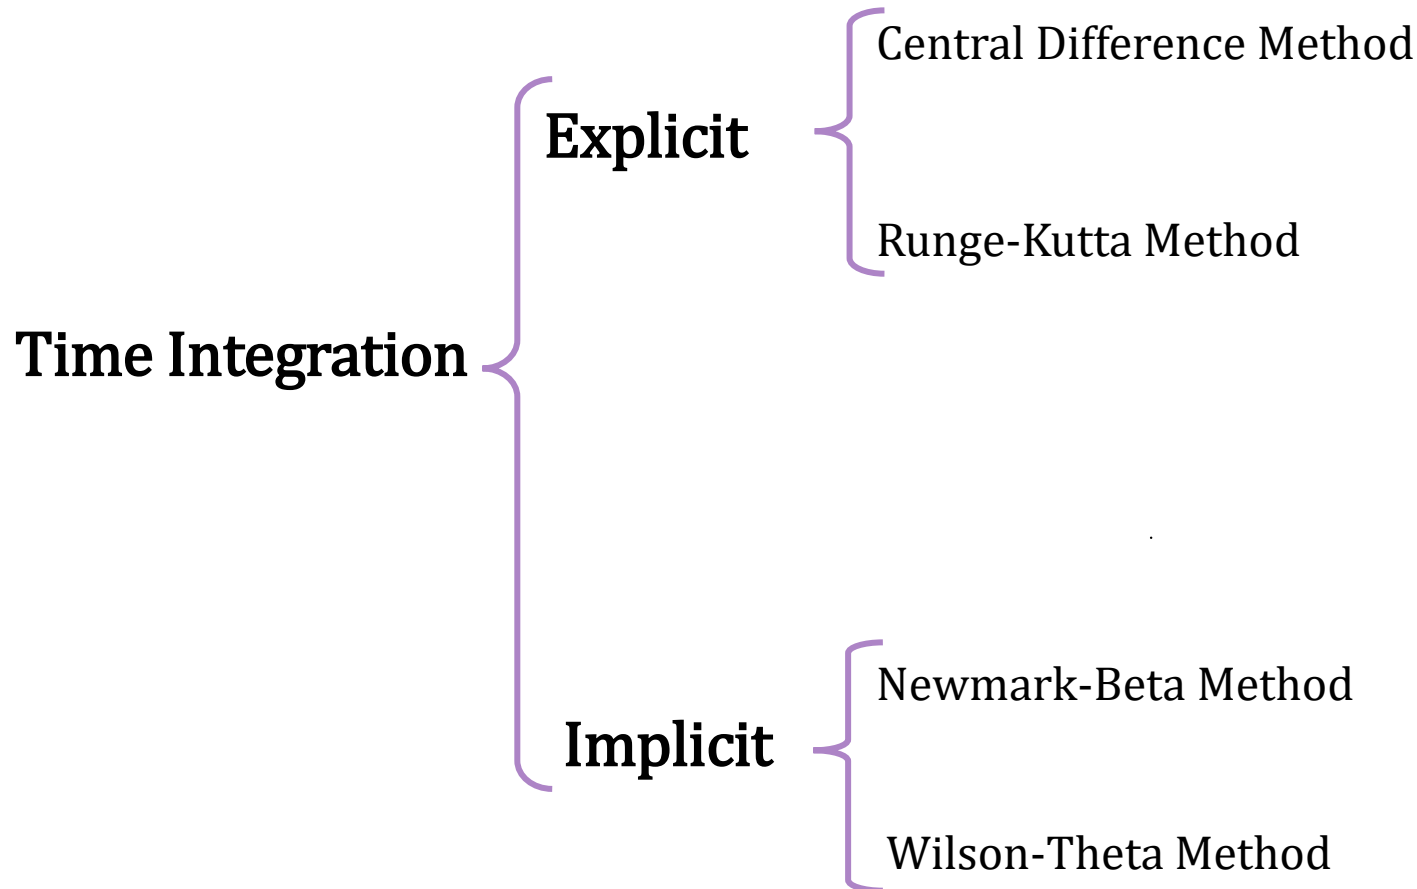 Time Integration
Explicit
Central Difference Method
Runge-Kutta Method
Implicit
Newmark-Beta Method
Wilson-Theta Method